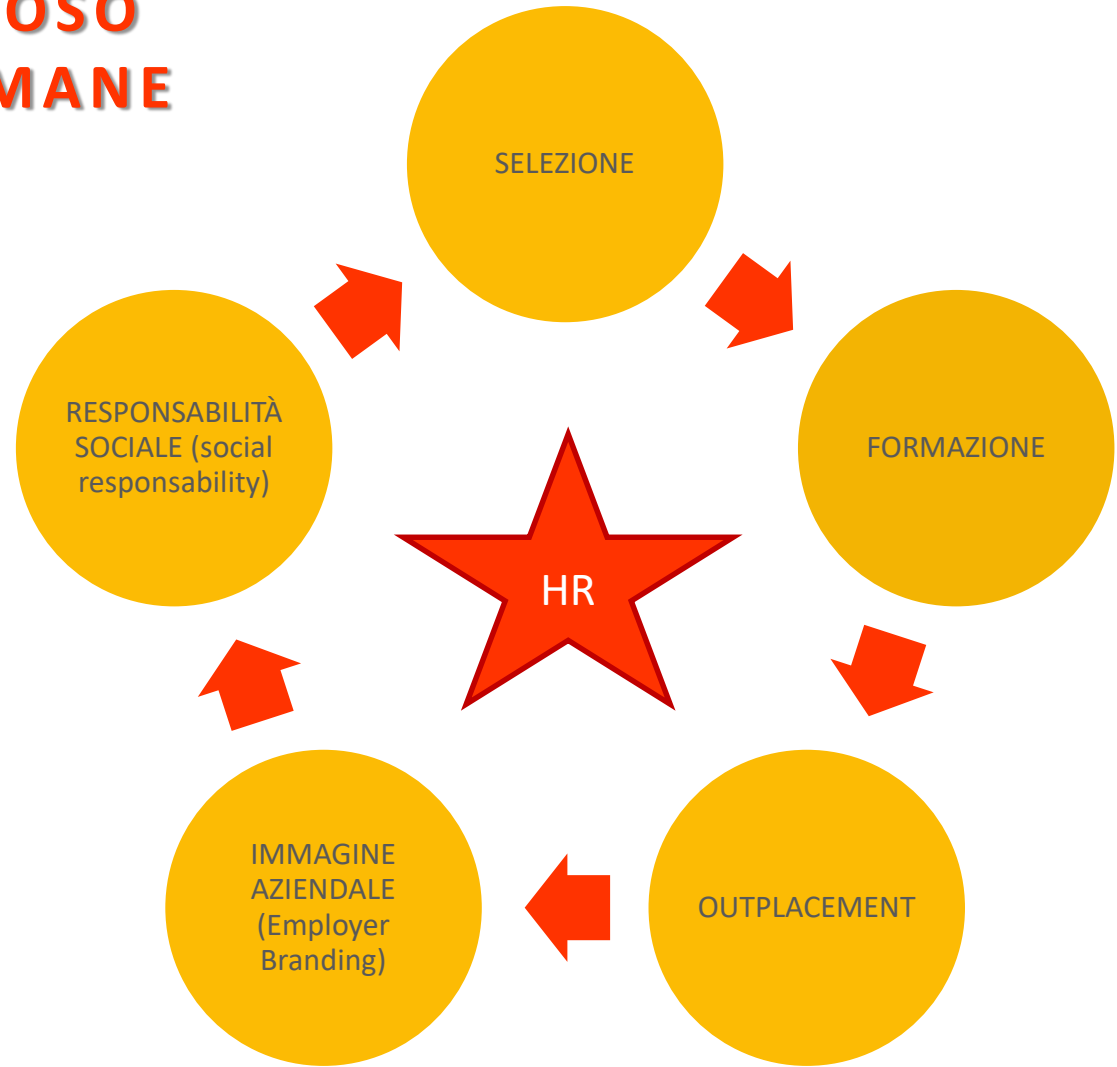 OSO
MANE
SELEZIONE
RESPONSABILITÀ
SOCIALE (social
responsability)
FORMAZIONE
HR
IMMAGINE
AZIENDALE
(Employer
Branding)
OUTPLACEMENT